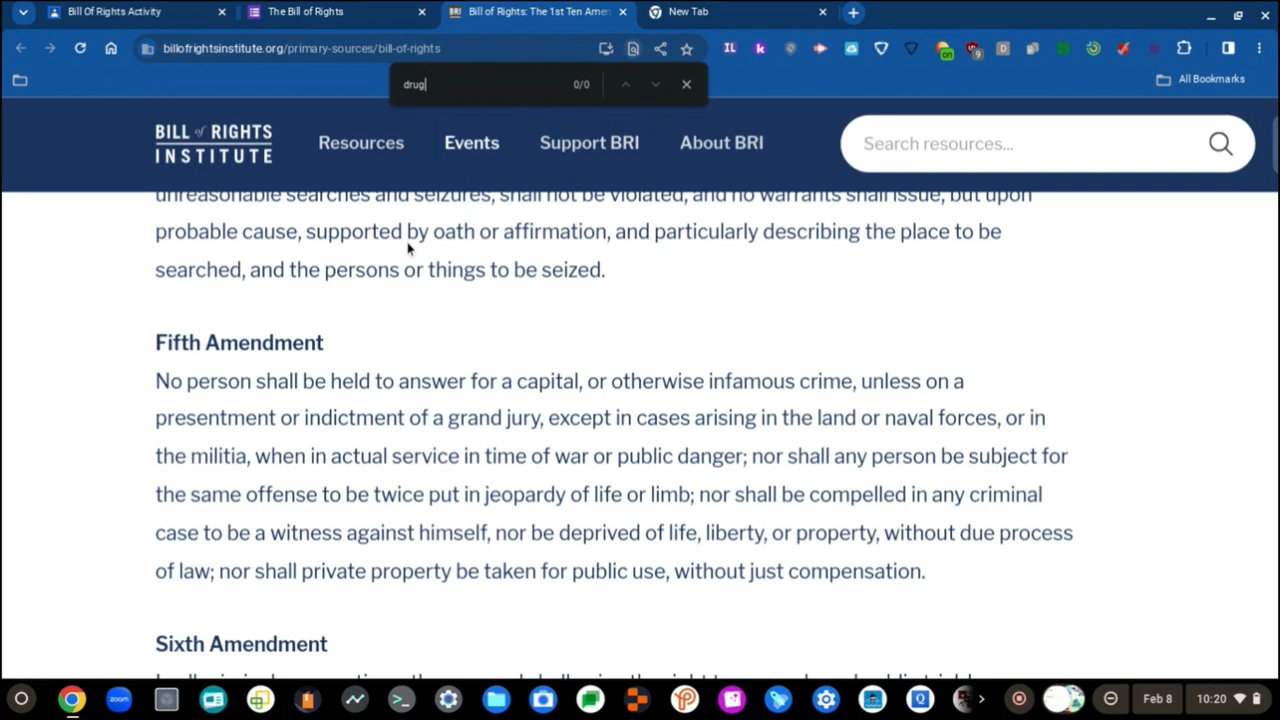 Bill Of Rights Activity
The Bill of Rights
Bill of Rights: The 1st Ten Amen
New Tab
billofrightsinstitute.org/primary-sources/bill-of-rights
IL
k
on
9
D
drug
0/0
All Bookmarks
BILL of RIGHTS
INSTITUTE
Resources
Events
Support BRI
About BRI
Search resources...
unreasonable searches and seizures, shall not be violated, and no warrants shall issue, but upon
probable cause, supported by oath or affirmation, and particularly describing the place to be
searched, and the persons or things to be seized.
Fifth Amendment
No person shall be held to answer for a capital, or otherwise infamous crime, unless on a
presentment or indictment of a grand jury, except in cases arising in the land or naval forces, or in
the militia, when in actual service in time of war or public danger; nor shall any person be subject for
the same offense to be twice put in jeopardy of life or limb; nor shall be compelled in any criminal
case to be a witness against himself, nor be deprived of life, liberty, or property, without due process
of law; nor shall private property be taken for public use, without just compensation.
Sixth Amendment
zoom
Q
Feb 8
10:20